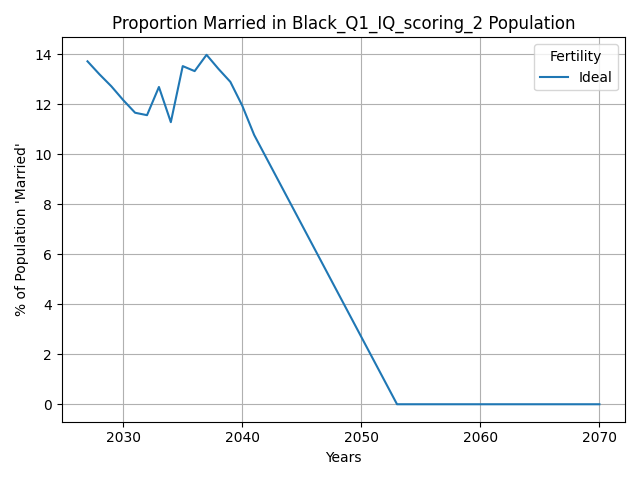 Proportion Married in Black_Q1_IQ_scoring_2 Population
Fertility
Ideal
% of Population 'Married'
14
12
10
8
6
4
2
0
2030 2040 2050 2060 2070
Years